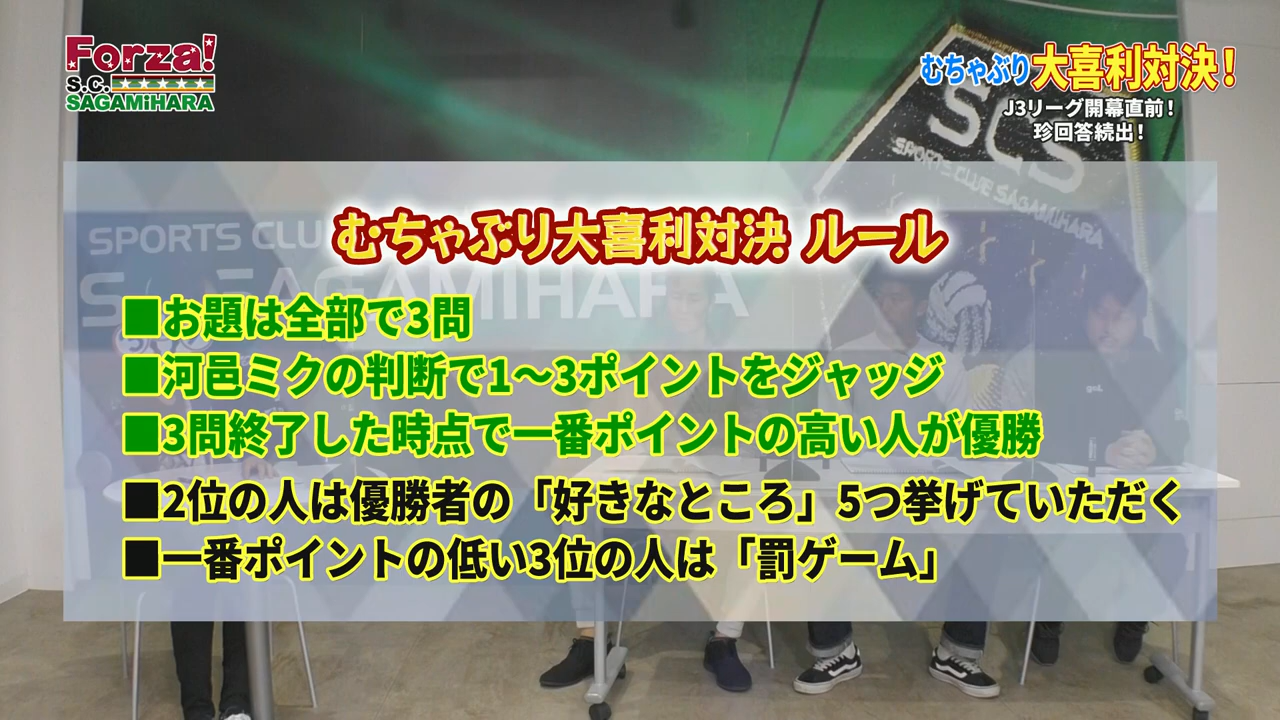 Forza!
S.C.
SAGAMiHARA
むちゃぶり大喜利対決!
J3リーグ開幕直前!
珍回答続出!
SCS
SPORTS CLUB SAGAMIHARA
むちゃぶり大喜利対決 ルール
SPORTS CLU
SAGAMIHARA
■お題は全部で3問
■河邑ミクの判断で1～3ポイントをジャッジ
■3問終了した時点で一番ポイントの高い人が優勝
■2位の人は優勝者の「好きなところ」5つ挙げていただく
■一番ポイントの低い3位の人は「罰ゲーム」